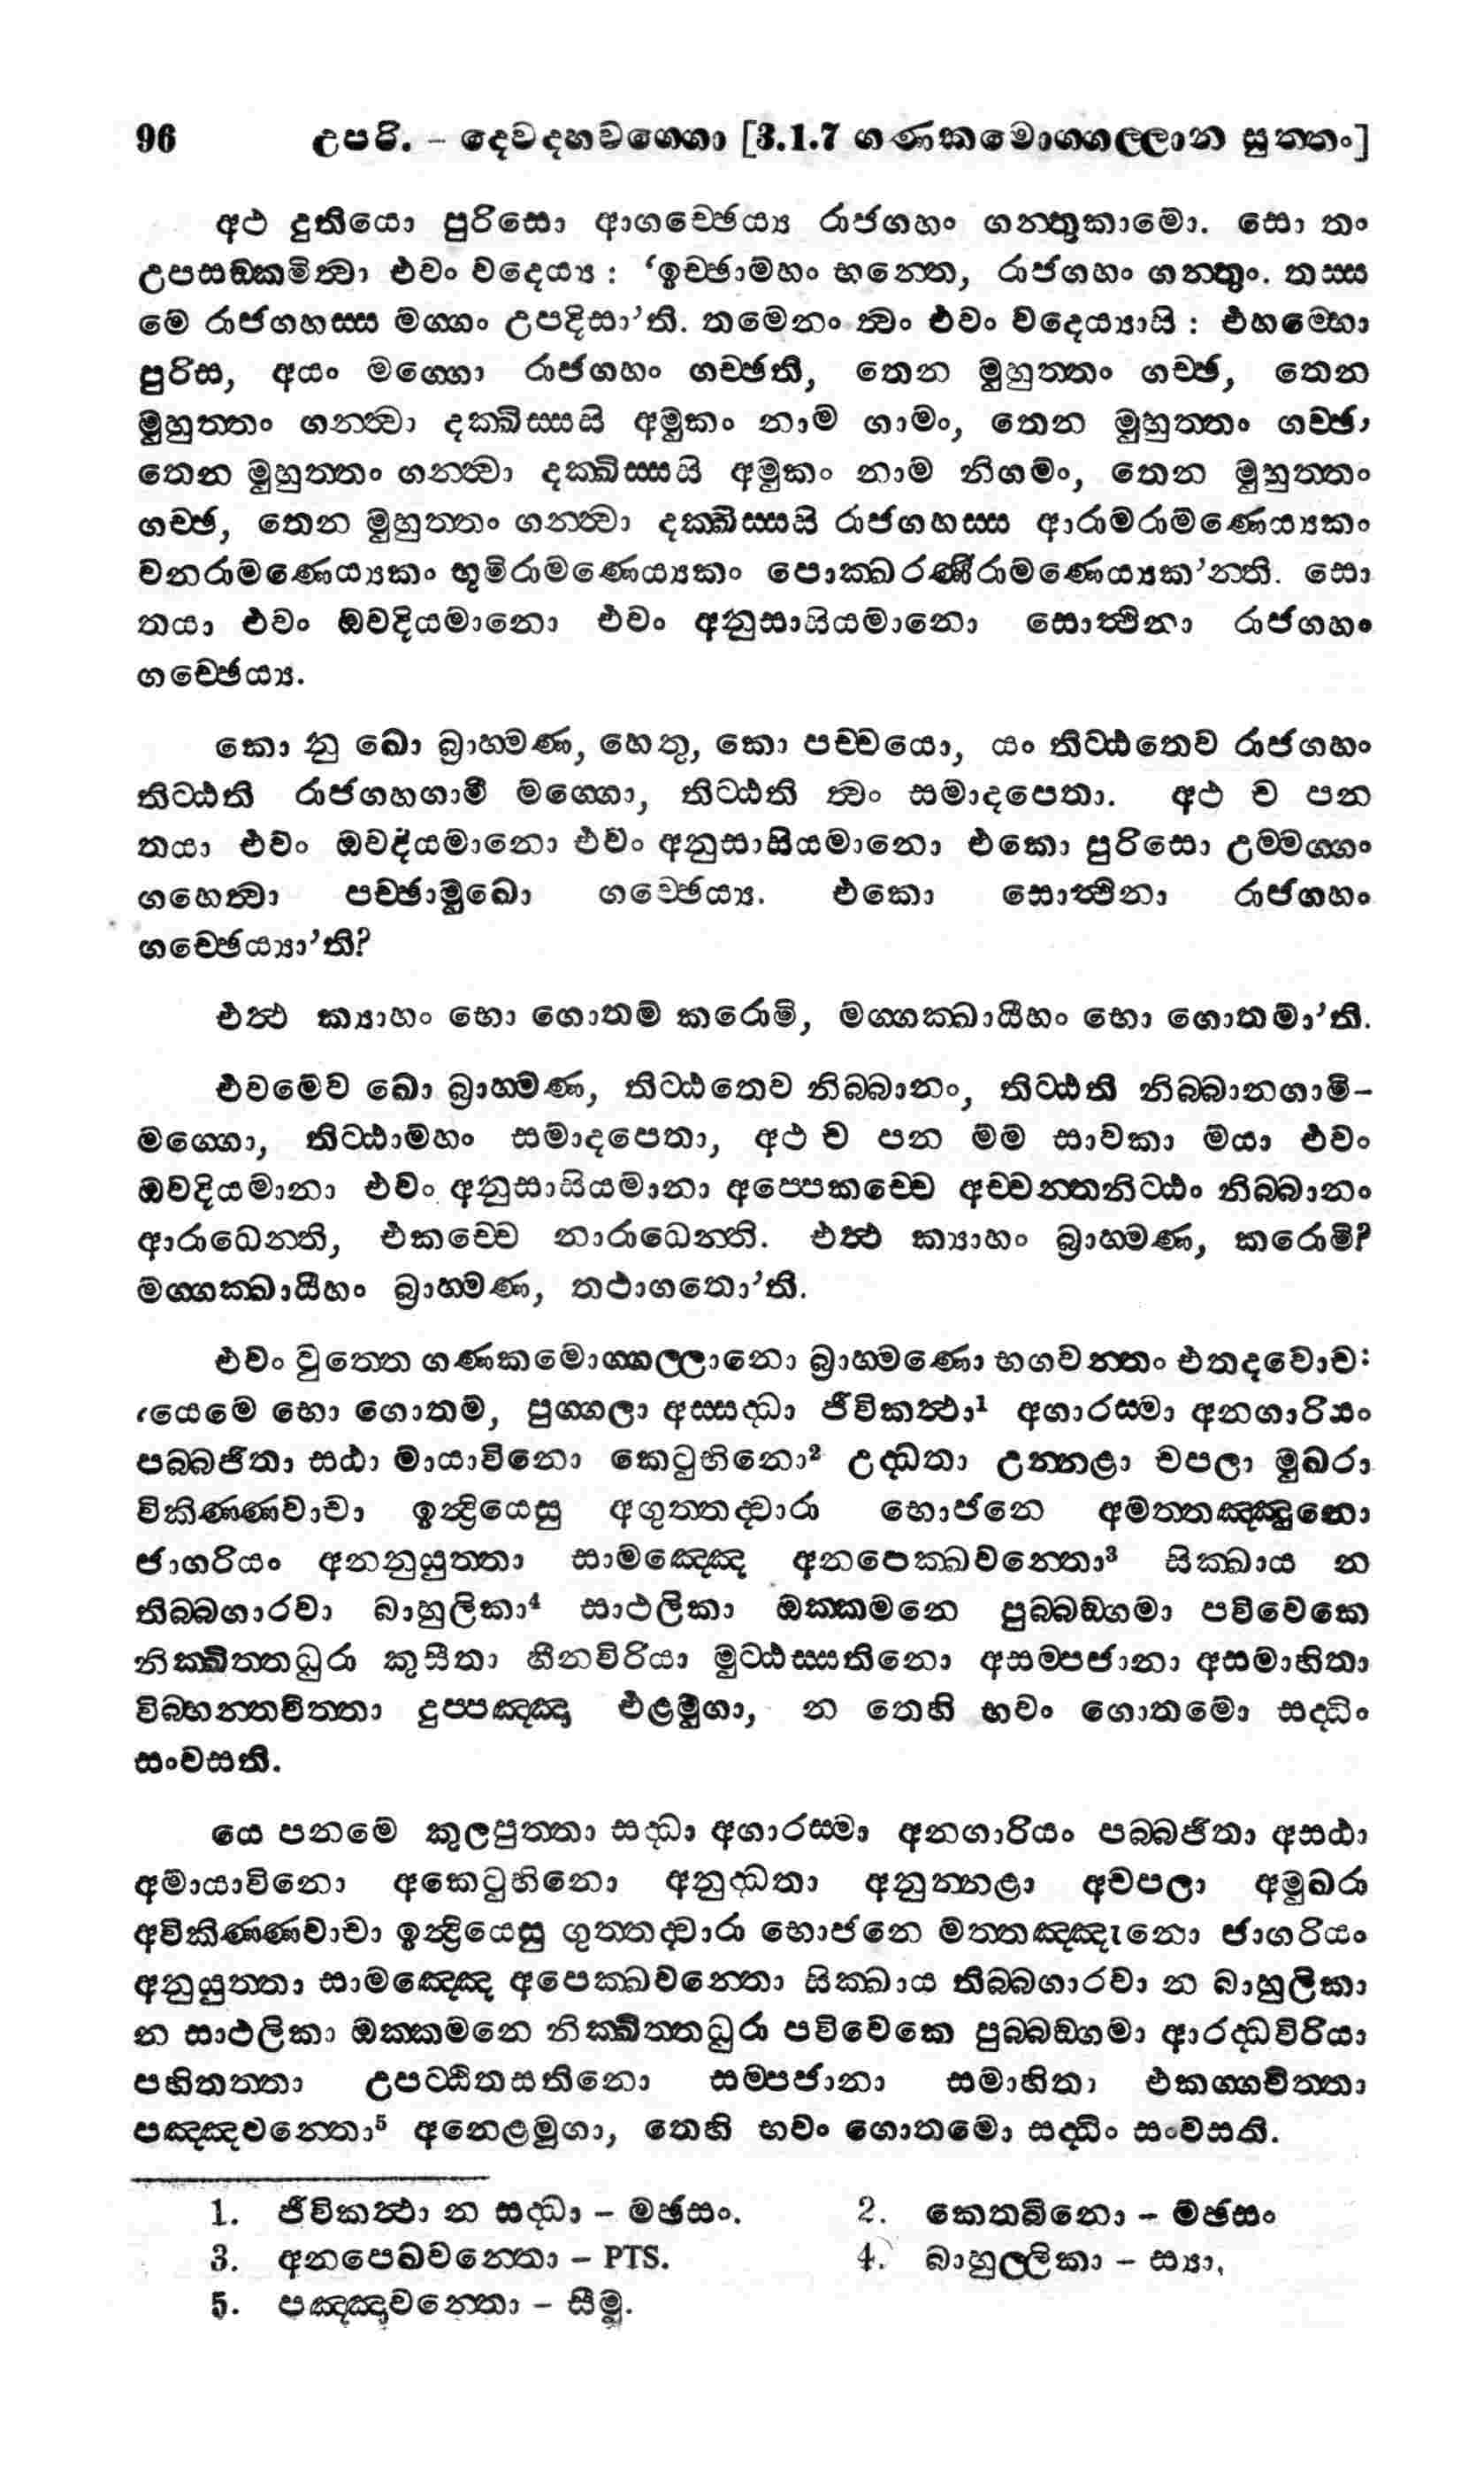 96 උපරි. – දෙවදහවග්ගො [3.1.7 ගණකමොග්ගල්ලාන සුත්තං]
අථ දුතියො පුරිසො ආගච්ඡෙය්‍ය රාජගහං ගන්තුකාමො. සො තං
උපසඞ්කමිත්‍වා එවං වදෙය්‍ය : ‘ඉච්ඡාමහං භන්තෙ, රාජගහං ගන්තුං. තස්ස
මෙ රාජගහස්ස මග්ගං උපදිසා’ති. තමෙනං ත්‍වං එවං වදෙය්‍යාසි : එහම්භො
පුරිස, අයං මග්ගො රාජගහං ගච්ඡති, තෙන මුහුත්තං ගච්ඡ, තෙන
මුහුත්තං ගන්ත්‍වා දක්ඛිස්සසි අමුකං නාම ගාමං, තෙන මුහුත්තං ගච්ඡ,
තෙන මුහුත්තං ගන්ත්‍වා දක්ඛිස්සසි අමුකං නාම නිගමං, තෙන මුහුත්තං
ගච්ඡ, තෙන මුහුත්තං ගන්ත්‍වා දක්ඛිස්සසි රාජගහස්ස ආරාමරාමණෙය්‍යකං
වනරාමණෙය්‍යකං භූමිරාමණෙය්‍යකං පොක්ඛරණීරාමණෙය්‍යක’න්ති. සො
තයා එවං ඔවදියමානො එවං අනුසාසියමානො සොත්‍ථිනා රාජගහං
ගච්ඡෙය්‍ය.
කො නු ඛො බ්‍රාහ්මණ, හෙතු, කො පච්චයො, යං තිට්ඨතෙව රාජගහං
තිට්ඨති රාජගහගාමී මග්ගො, තිට්ඨති ත්‍වං සමාදපෙතා. අථ ච පන
තයා එවං ඔවදියමානො එවං අනුසාසියමානො එකො පුරිසො උම්මග්ගං
ගහෙත්‍වා පච්ඡාමුඛො ගච්ඡෙය්‍ය. එකො සොත්‍ථිනා රාජගහං
ගච්ඡෙය්‍යා’ති?
එත්‍ථ ක්‍යාහං භො ගොතම කරොමි, මග්ගක්ඛායීහං භො ගොතමා’ති.
එවමෙව ඛො බ්‍රාහ්මණ, තිට්ඨතෙව නිබ්බානං, තිට්ඨති නිබ්බානගාමි–
මග්ගො, තිට්ඨාමහං සමාදපෙතා, අථ ච පන මම සාවකා මයා එවං
ඔවදියමානා එවං අනුසාසියමානා අප්පෙකච්චෙ අච්චන්තනිට්ඨං නිබ්බානං
ආරාධෙන්ති, එකච්චෙ නාරාධෙන්ති. එත්‍ථ ක්‍යාහං බ්‍රාහ්මණ, කරොමි?
මග්ගක්ඛායීහං බ්‍රාහ්මණ, තථාගතො’ති.
එවං වුත්තෙ ගණකමොග්ගල්ලානො බ්‍රාහ්මණො භගවන්තං එතදවොච:
‘යෙමෙ භො ගොතම, පුග්ගලා අස්සද්ධා ජීවිකත්‍ථා¹ අගාරස්මා අනගාරියං
පබ්බජිතා සඨා මායාවිනො කෙටුභිනො² උද්ධතා උන්නළා චපලා මුඛරා
විකිණ්ණවාචා ඉන්‍ද්‍රියෙසු අගුත්තද්වාරා භොජනෙ අමත්තඤ්ඤුනො
ජාගරියං අනනුයුත්තා සාමඤ්ඤෙ අනපෙක්ඛවන්තො³ සික්ඛාය න
තිබ්බගාරවා බාහුලිකා⁴ සාථලිකා ඔක්කමනෙ පුබ්බඞ්ගමා පවිවෙකෙ
නික්ඛිත්තධුරා කුසීතා හීනවිරියා මුට්ඨස්සතිනො අසම්පජානා අසමාහිතා
විබ්භන්තචිත්තා දුප්පඤ්ඤා එළමූගා, න තෙහි භවං ගොතමො සද්ධිං
සංවසති.
යෙ පනමෙ කුලපුත්තා සද්ධා අගාරස්මා අනගාරියං පබ්බජිතා අසඨා
අමායාවිනො අකෙටුභිනො අනුද්ධතා අනුන්නළා අචපලා අමුඛරා
අවිකිණ්ණවාචා ඉන්‍ද්‍රියෙසු ගුත්තද්වාරා භොජනෙ මත්තඤ්ඤුනො ජාගරියං
අනුයුත්තා සාමඤ්ඤෙ අපෙක්ඛවන්තො සික්ඛාය තිබ්බගාරවා න බාහුලිකා
න සාථලිකා ඔක්කමනෙ නික්ඛිත්තධුරා පවිවෙකෙ පුබ්බඞ්ගමා ආරද්ධවිරියා
පහිතත්තා උපට්ඨිතසතිනො සම්පජානා සමාහිතා එකග්ගචිත්තා
පඤ්ඤවන්තො⁵ අනෙළමූගා, තෙහි භවං ගොතමො සද්ධිං සංවසති.
1. ජීවිකත්‍ථා න සද්ධා – මඡසං. 2. කෙතබිනො – මඡසං
3. අනපෙඛවන්තො – PTS. 4. බාහුල්ලිකා – ස්‍යා.
5. පඤ්ඤාවන්තො – සීමු.